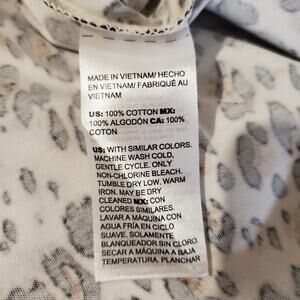 MADE IN VIETNAM/ HECHO
EN VIETNAM/ FABRIQUÉ AU
VIETNAM
US: 100% COTTON MX:
100% ALGODÓN CA: 100%
COTON
US: WITH SIMILAR COLORS.
MACHINE WASH COLD,
GENTLE CYCLE. ONLY
NON-CHLORINE BLEACH.
TUMBLE DRY LOW. WARM
IRON. MAY BE DRY
CLEANED MX: CON
COLORES SIMILARES.
LAVAR A MÁQUINA CON
AGUA FRÍA EN CICLO
SUAVE. SOLAMENTE
BLANQUEADOR SIN CLORO.
SECAR A MÁQUINA A BAJA
TEMPERATURA. PLANCHAR